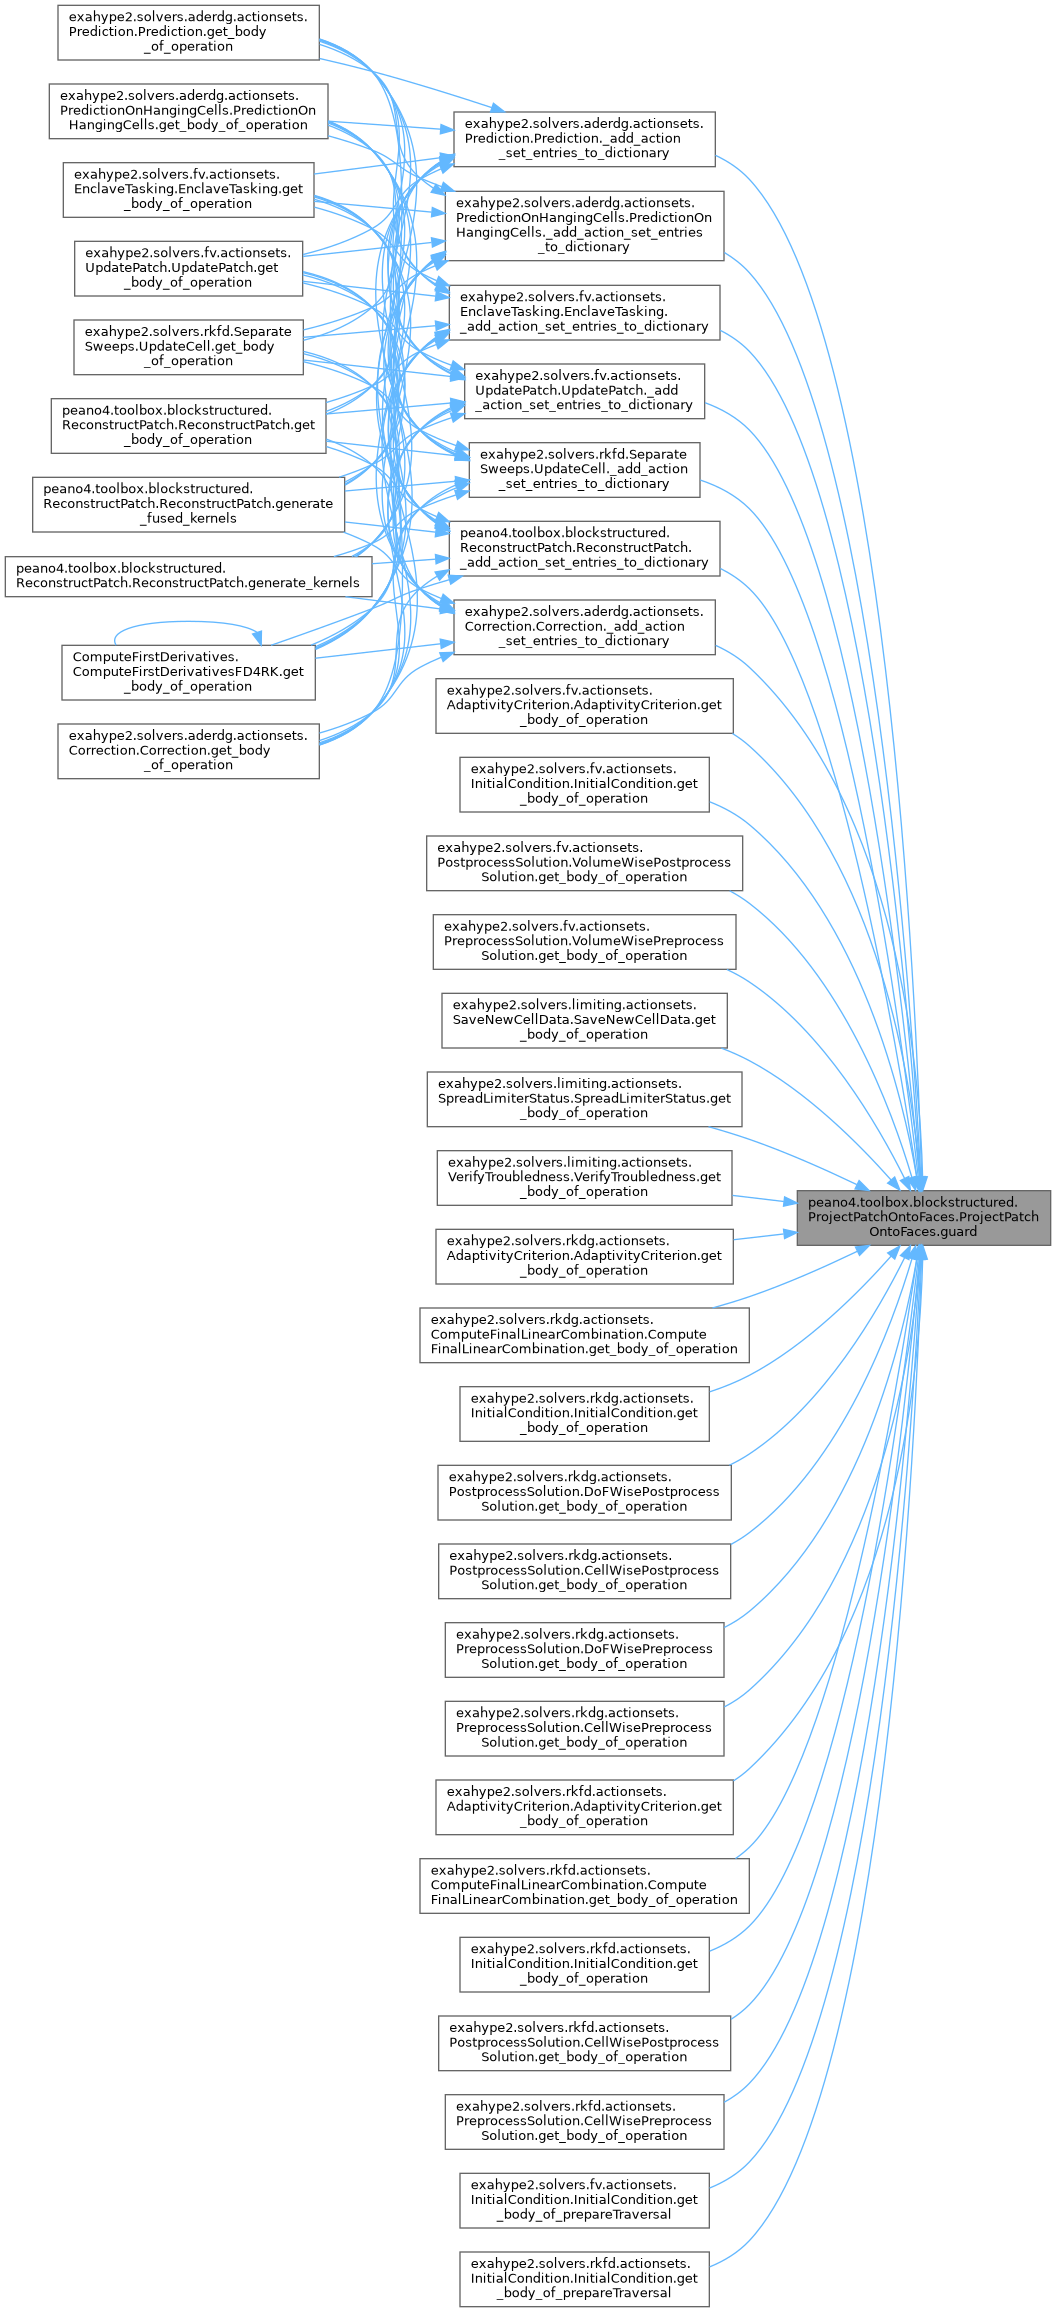 exahype2.solvers.aderdg.actionsets.
Prediction.Prediction.get_body
_of_operation
exahype2.solvers.aderdg.actionsets.
PredictionOnHangingCells.PredictionOn
HangingCells.get_body_of_operation
exahype2.solvers.fv.actionsets.
EnclaveTasking.EnclaveTasking.get
_body_of_operation
exahype2.solvers.fv.actionsets.
UpdatePatch.UpdatePatch.get
_body_of_operation
exahype2.solvers.rkfd.Separate
Sweeps.UpdateCell.get_body
_of_operation
peano4.toolbox.blockstructured.
ReconstructPatch.ReconstructPatch.get
_body_of_operation
peano4.toolbox.blockstructured.
ReconstructPatch.ReconstructPatch.generate
_fused_kernels
peano4.toolbox.blockstructured.
ReconstructPatch.ReconstructPatch.generate_kernels
ComputeFirstDerivatives.
ComputeFirstDerivativesFD4RK.get
_body_of_operation
exahype2.solvers.aderdg.actionsets.
Correction.Correction.get_body
_of_operation
exahype2.solvers.aderdg.actionsets.
Prediction.Prediction._add_action
_set_entries_to_dictionary
exahype2.solvers.aderdg.actionsets.
PredictionOnHangingCells.PredictionOn
HangingCells._add_action_set_entries
_to_dictionary
exahype2.solvers.fv.actionsets.
EnclaveTasking.EnclaveTasking.
_add_action_set_entries_to_dictionary
exahype2.solvers.fv.actionsets.
UpdatePatch.UpdatePatch._add
_action_set_entries_to_dictionary
exahype2.solvers.rkfd.Separate
Sweeps.UpdateCell._add_action
_set_entries_to_dictionary
peano4.toolbox.blockstructured.
ReconstructPatch.ReconstructPatch.
_add_action_set_entries_to_dictionary
exahype2.solvers.aderdg.actionsets.
Correction.Correction._add_action
_set_entries_to_dictionary
exahype2.solvers.fv.actionsets.
AdaptivityCriterion.AdaptivityCriterion.get
_body_of_operation
exahype2.solvers.fv.actionsets.
InitialCondition.InitialCondition.get
_body_of_operation
exahype2.solvers.fv.actionsets.
PostprocessSolution.VolumeWisePostprocess
Solution.get_body_of_operation
exahype2.solvers.fv.actionsets.
PreprocessSolution.VolumeWisePreprocess
Solution.get_body_of_operation
exahype2.solvers.limiting.actionsets.
SaveNewCellData.SaveNewCellData.get
_body_of_operation
exahype2.solvers.limiting.actionsets.
SpreadLimiterStatus.SpreadLimiterStatus.get
_body_of_operation
exahype2.solvers.limiting.actionsets.
VerifyTroubledness.VerifyTroubledness.get
_body_of_operation
exahype2.solvers.rkdg.actionsets.
AdaptivityCriterion.AdaptivityCriterion.get
_body_of_operation
exahype2.solvers.rkdg.actionsets.
ComputeFinalLinearCombination.Compute
FinalLinearCombination.get_body_of_operation
exahype2.solvers.rkdg.actionsets.
InitialCondition.InitialCondition.get
_body_of_operation
exahype2.solvers.rkdg.actionsets.
PostprocessSolution.DoFWisePostprocess
Solution.get_body_of_operation
exahype2.solvers.rkdg.actionsets.
PostprocessSolution.CellWisePostprocess
Solution.get_body_of_operation
exahype2.solvers.rkdg.actionsets.
PreprocessSolution.DoFWisePreprocess
Solution.get_body_of_operation
exahype2.solvers.rkdg.actionsets.
PreprocessSolution.CellWisePreprocess
Solution.get_body_of_operation
exahype2.solvers.rkfd.actionsets.
AdaptivityCriterion.AdaptivityCriterion.get
_body_of_operation
exahype2.solvers.rkfd.actionsets.
ComputeFinalLinearCombination.Compute
FinalLinearCombination.get_body_of_operation
exahype2.solvers.rkfd.actionsets.
InitialCondition.InitialCondition.get
_body_of_operation
exahype2.solvers.rkfd.actionsets.
PostprocessSolution.CellWisePostprocess
Solution.get_body_of_operation
exahype2.solvers.rkfd.actionsets.
PreprocessSolution.CellWisePreprocess
Solution.get_body_of_operation
exahype2.solvers.fv.actionsets.
InitialCondition.InitialCondition.get
_body_of_prepareTraversal
exahype2.solvers.rkfd.actionsets.
InitialCondition.InitialCondition.get
_body_of_prepareTraversal
peano4.toolbox.blockstructured.
ProjectPatchOntoFaces.ProjectPatch
OntoFaces.guard